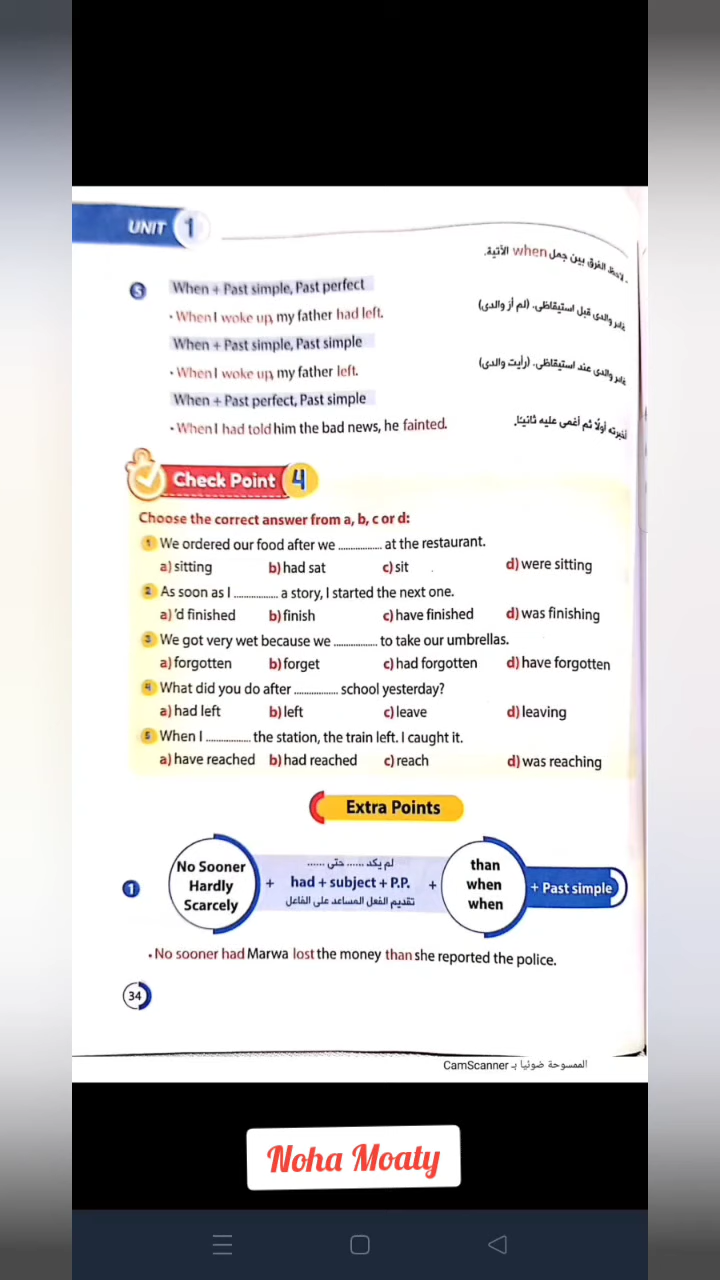 UNIT 1
. لاحظ الفرق بين جمل when الآتية.
5 When + Past simple, Past perfect
• When I woke up, my father had left. غادر والدى قبل استيقاظى. (لم أر والدى)
When + Past simple, Past simple
• When I woke up, my father left. غادر والدى عند استيقاظى. (رأيت والدى)
When + Past perfect, Past simple
• When I had told him the bad news, he fainted. أخبرته أولًا ثم أغمى عليه ثانيًا.
Check Point 4
Choose the correct answer from a, b, c or d:
1 We ordered our food after we ................ at the restaurant.
a) sitting b) had sat c) sit d) were sitting
2 As soon as I ................ a story, I started the next one.
a) 'd finished b) finish c) have finished d) was finishing
3 We got very wet because we ................ to take our umbrellas.
a) forgotten b) forget c) had forgotten d) have forgotten
4 What did you do after ................ school yesterday?
a) had left b) left c) leave d) leaving
5 When I ................ the station, the train left. I caught it.
a) have reached b) had reached c) reach d) was reaching
Extra Points
1
No Sooner
Hardly
Scarcely
+
لم يكد ...... حتى ......
had + subject + P.P.
تقديم الفعل المساعد على الفاعل
+
than
when
when
+ Past simple
• No sooner had Marwa lost the money than she reported the police.
34
الممسوحة ضوئيا بـ CamScanner
Noha Moaty